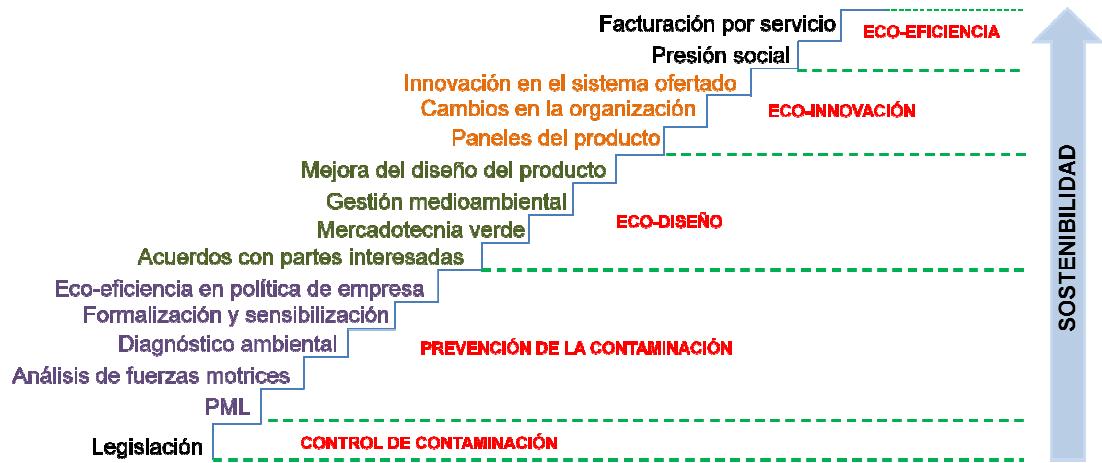 Facturación por servicio
ECO-EFICIENCIA
Presión social
Innovación en el sistema ofertado
Cambios en la organización
ECO-INNOVACIÓN
Paneles del producto
Mejora del diseño del producto
Gestión medioambiental
ECO-DISEÑO
Mercadotecnia verde
Acuerdos con partes interesadas
Eco-eficiencia en política de empresa
Formalización y sensibilización
Diagnóstico ambiental
PREVENCIÓN DE LA CONTAMINACIÓN
Análisis de fuerzas motrices
PML
Legislación
CONTROL DE CONTAMINACIÓN
SOSTENIBILIDAD